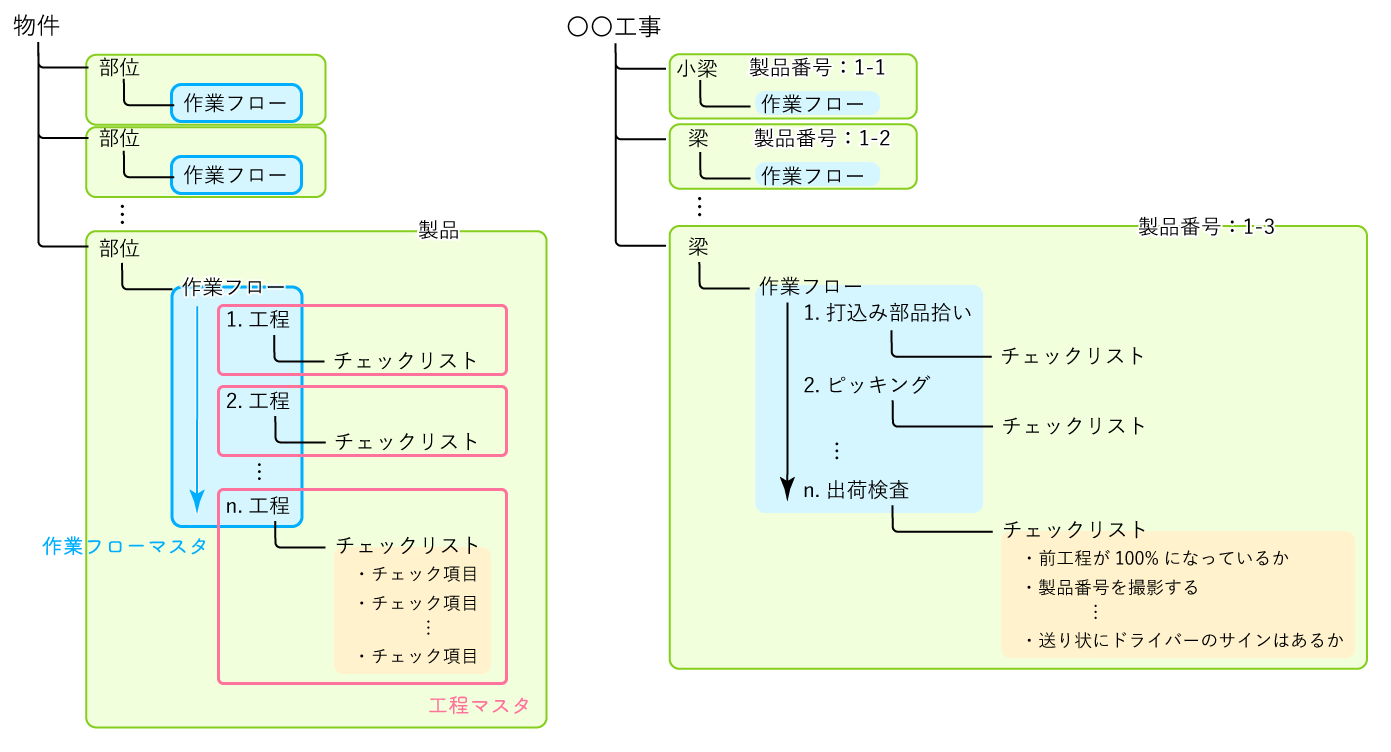 物件
部位
作業フロー
部位
作業フロー
⋮
製品
部位
作業フロー
1. 工程
チェックリスト
2. 工程
チェックリスト
⋮
n. 工程
チェックリスト
・チェック項目
・チェック項目
⋮
・チェック項目
作業フローマスタ
工程マスタ
〇〇工事
小梁 製品番号：1-1
作業フロー
梁 製品番号：1-2
作業フロー
⋮
製品番号：1-3
梁
作業フロー
1. 打込み部品拾い
チェックリスト
2. ピッキング
チェックリスト
⋮
n. 出荷検査
チェックリスト
・前工程が 100% になっているか
・製品番号を撮影する
⋮
・送り状にドライバーのサインはあるか